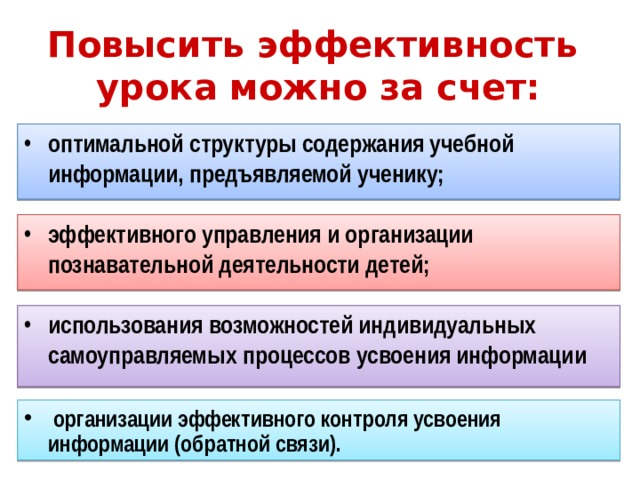 Повысить эффективность
урока можно за счет:
• оптимальной структуры содержания учебной
информации, предъявляемой ученику;
• эффективного управления и организации
познавательной деятельности детей;
• использования возможностей индивидуальных
самоуправляемых процессов усвоения информации
• организации эффективного контроля усвоения
информации (обратной связи).